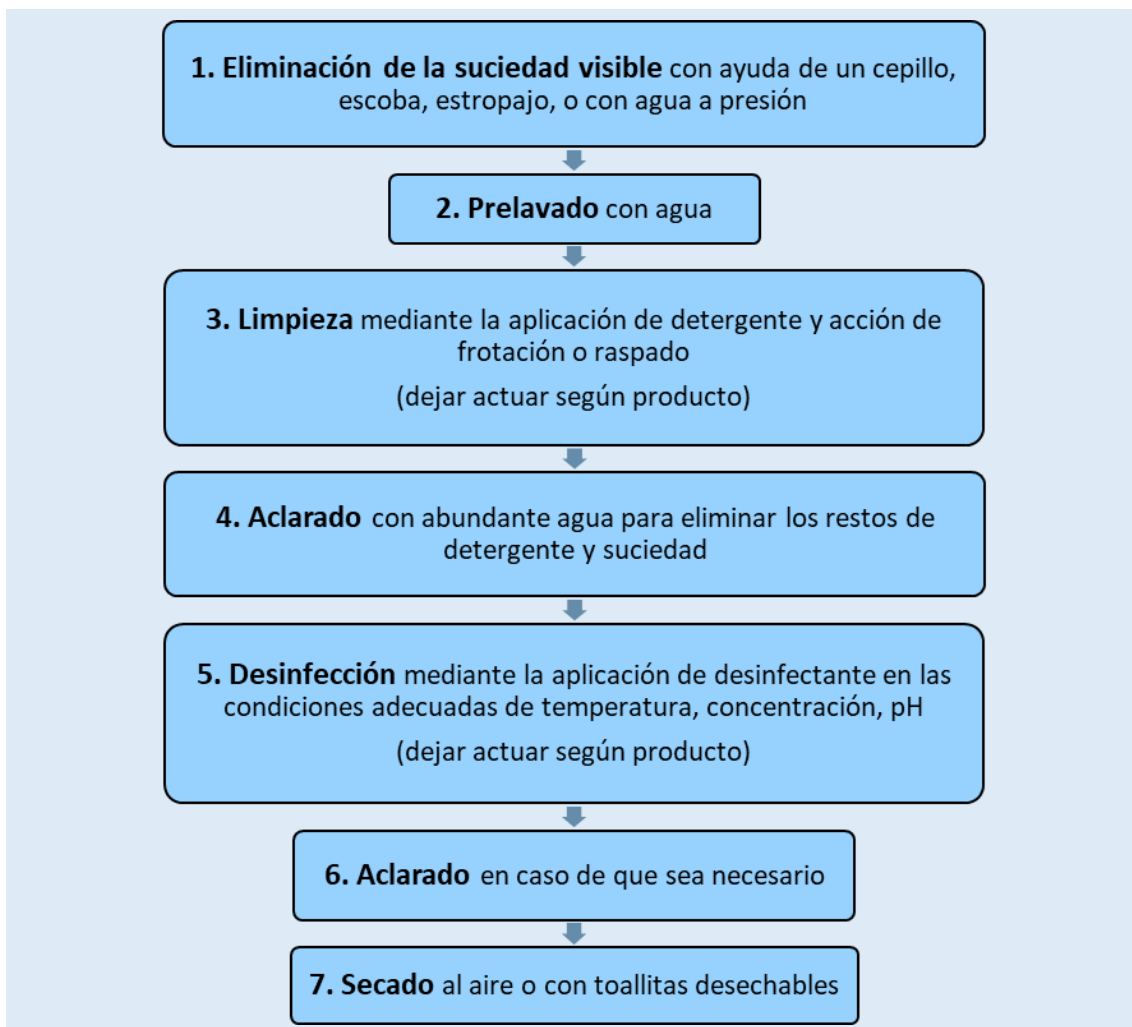 1. Eliminación de la suciedad visible con ayuda de un cepillo,
escoba, estropajo, o con agua a presión
2. Prelavado con agua
3. Limpieza mediante la aplicación de detergente y acción de
frotación o raspado
(dejar actuar según producto)
4. Aclarado con abundante agua para eliminar los restos de
detergente y suciedad
5. Desinfección mediante la aplicación de desinfectante en las
condiciones adecuadas de temperatura, concentración, pH
(dejar actuar según producto)
6. Aclarado en caso de que sea necesario
7. Secado al aire o con toallitas desechables